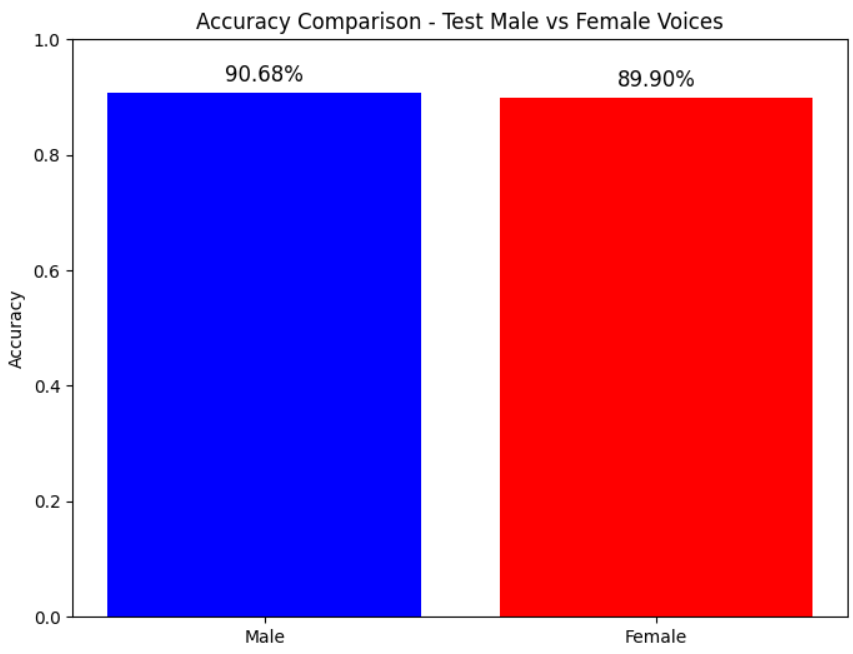 Accuracy Comparison - Test Male vs Female Voices
1.0
0.8
0.6
0.4
0.2
0.0
Accuracy
90.68%
89.90%
Male
Female